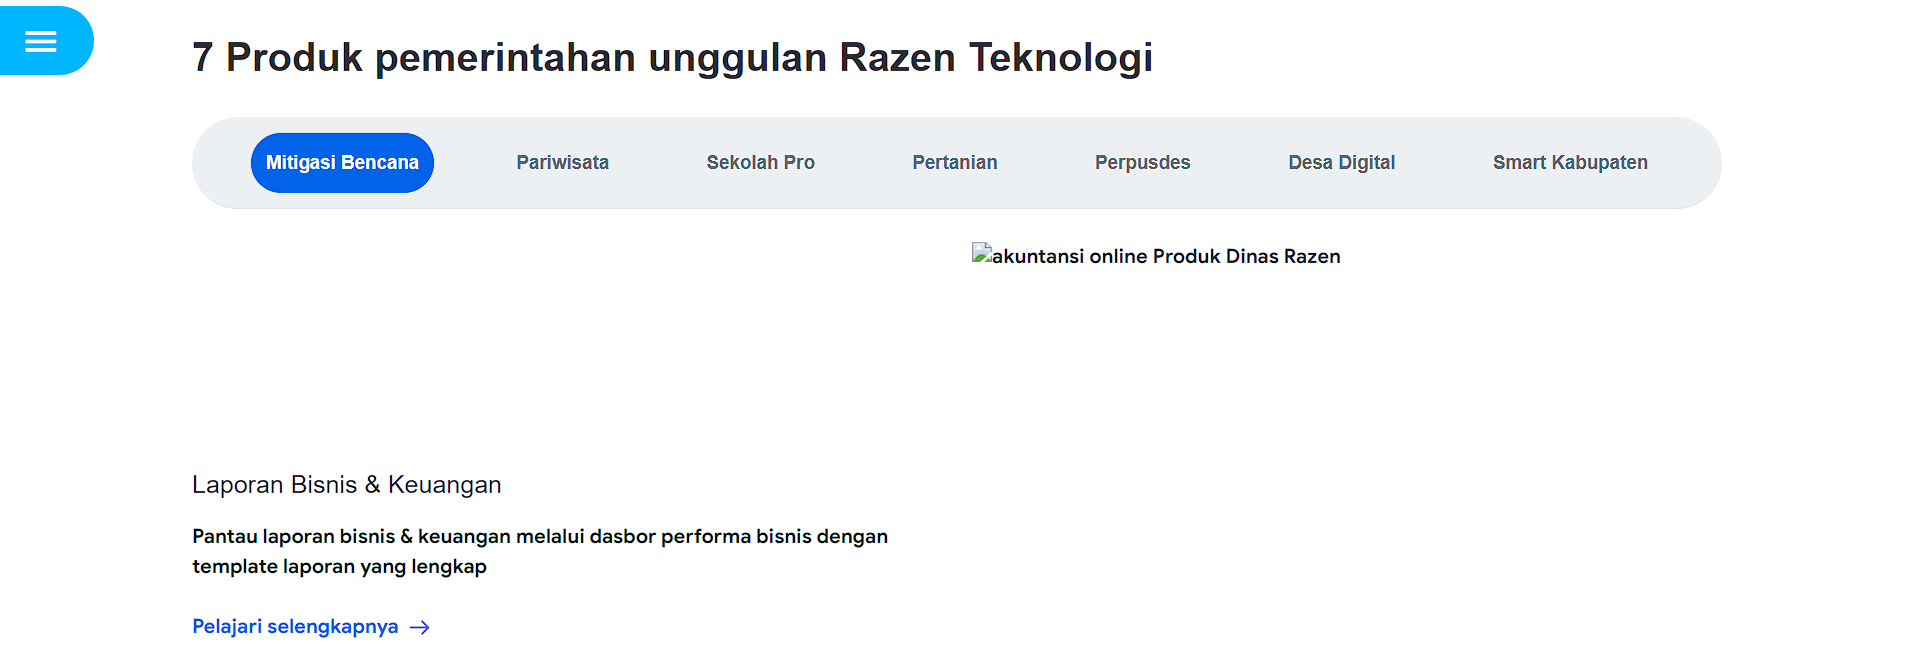 7 Produk pemerintahan unggulan Razen Teknologi
Mitigasi Bencana
Pariwisata
Sekolah Pro
Pertanian
Perpusdes
Desa Digital
Smart Kabupaten
akuntansi online Produk Dinas Razen
Laporan Bisnis & Keuangan
Pantau laporan bisnis & keuangan melalui dasbor performa bisnis dengan
template laporan yang lengkap
Pelajari selengkapnya →